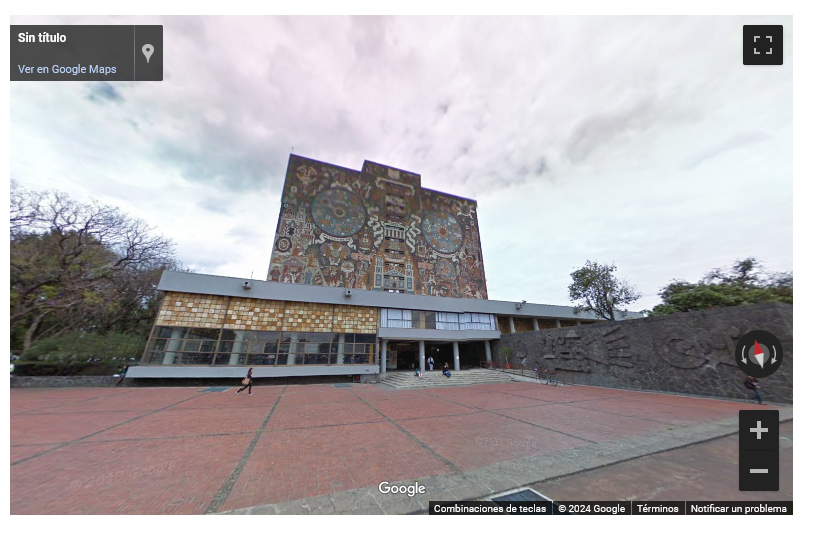 Sin título
Ver en Google Maps
Google
Combinaciones de teclas
© 2024 Google
Términos
Notificar un problema